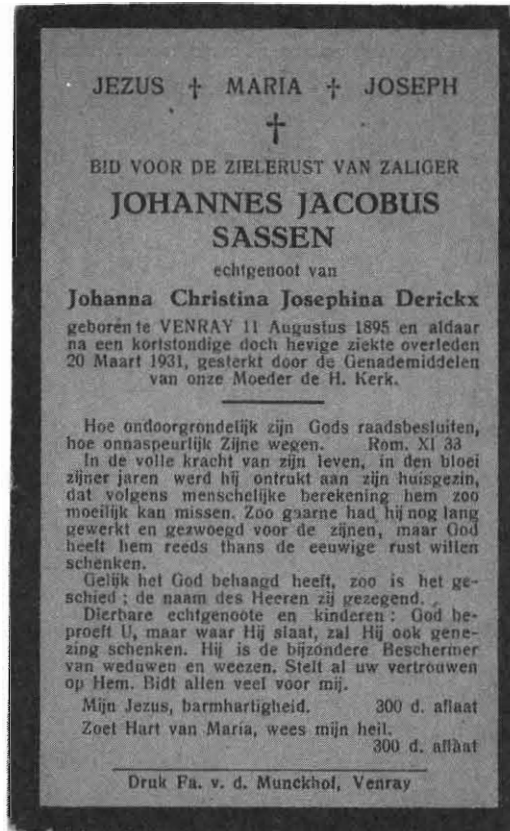 JEZUS † MARIA † JOSEPH
†
BID VOOR DE ZIELERUST VAN ZALIGER
JOHANNES JACOBUS
SASSEN
echtgenoot van
Johanna Christina Josephina Derickx
geboren te VENRAY 11 Augustus 1895 en aldaar
na een kortstondige doch hevige ziekte overleden
20 Maart 1931, gesterkt door de Genademiddelen
van onze Moeder de H. Kerk.
Hoe ondoorgrondelijk zijn Gods raadsbesluiten,
hoe onnaspeurlijk Zijne wegen. Rom. XI 33
In de volle kracht van zijn leven, in den bloei
zijner jaren werd hij ontrukt aan zijn huisgezin,
dat volgens menschelijke berekening hem zoo
moeilijk kan missen. Zoo gaarne had hij nog lang
gewerkt en gezwoegd voor de zijnen, maar God
heeft hem reeds thans de eeuwige rust willen
schenken.
Gelijk het God behaagd heeft, zoo is het ge-
schied ; de naam des Heeren zij gezegend.
Dierbare echtgenoote en kinderen : God be-
proeft U, maar waar Hij slaat, zal Hij ook gene-
zing schenken. Hij is de bijzondere Beschermer
van weduwen en weezen. Stelt al uw vertrouwen
op Hem. Bidt allen veel voor mij.
Mijn Jezus, barmhartigheid. 300 d. aflaat
Zoet Hart van Maria, wees mijn heil.
300 d. aflaat
Druk Fa. v. d. Munckhof, Venray